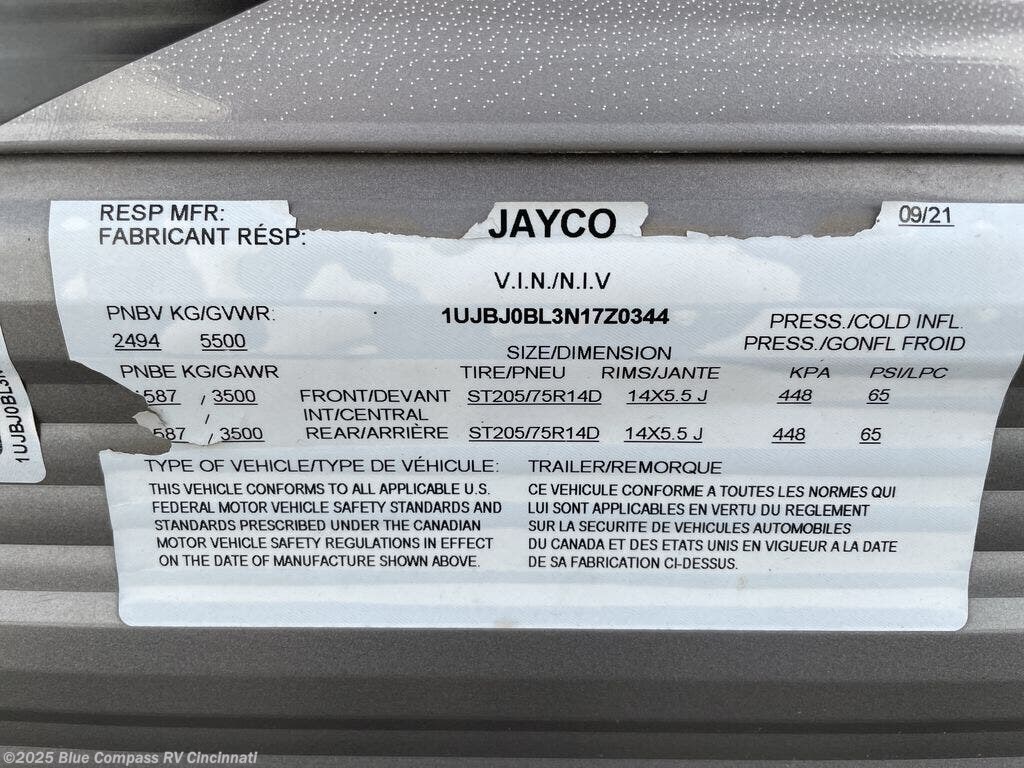 RESP MFR: JAYCO 09/21
FABRICANT RÉSP:
V.I.N./N.I.V
PNBV KG/GVWR: 1UJBJ0BL3N17Z0344 PRESS./COLD INFL.
2494 5500 PRESS./GONFL FROID
SIZE/DIMENSION
PNBE KG/GAWR TIRE/PNEU RIMS/JANTE KPA PSI/LPC
587 / 3500 FRONT/DEVANT ST205/75R14D 14X5.5 J 448 65
/ INT/CENTRAL
587 / 3500 REAR/ARRIÈRE ST205/75R14D 14X5.5 J 448 65
TYPE OF VEHICLE/TYPE DE VÉHICULE: TRAILER/REMORQUE
THIS VEHICLE CONFORMS TO ALL APPLICABLE U.S.
FEDERAL MOTOR VEHICLE SAFETY STANDARDS AND
STANDARDS PRESCRIBED UNDER THE CANADIAN
MOTOR VEHICLE SAFETY REGULATIONS IN EFFECT
ON THE DATE OF MANUFACTURE SHOWN ABOVE.
CE VEHICULE CONFORME A TOUTES LES NORMES QUI
LUI SONT APPLICABLES EN VERTU DU REGLEMENT
SUR LA SECURITE DE VEHICULES AUTOMOBILES
DU CANADA ET DES ETATS UNIS EN VIGUEUR A LA DATE
DE SA FABRICATION CI-DESSUS.
1UJBJ0BL3N
©2025 Blue Compass RV Cincinnati